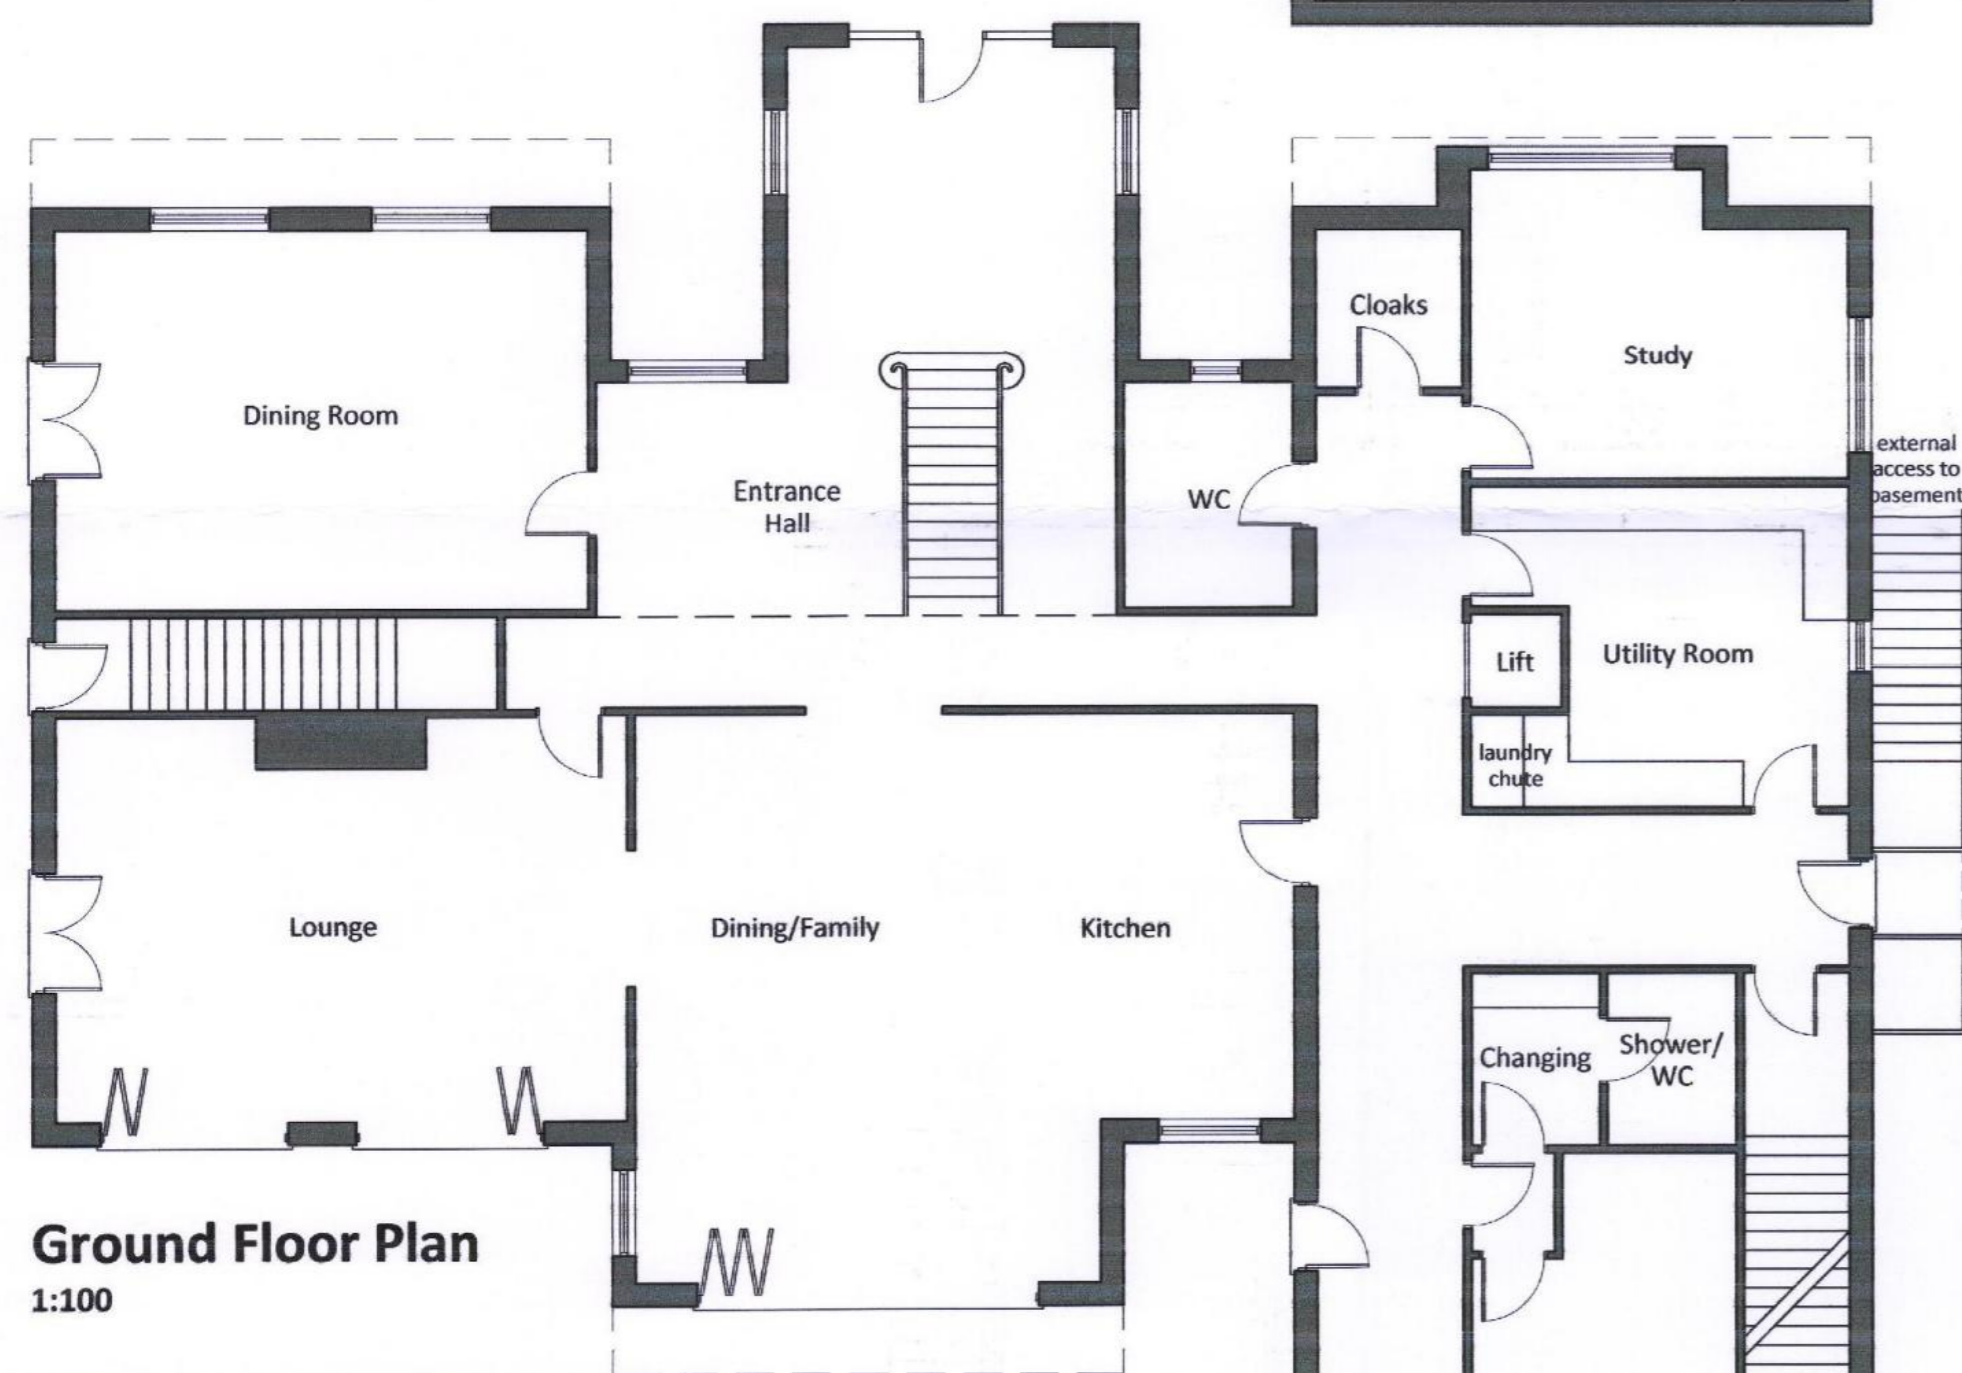 Cloaks
Study
Dining Room
external
access to
basement
Entrance
Hall
WC
Lift
Utility Room
laundry
chute
Lounge
Dining/Family
Kitchen
Changing
Shower/
WC
Ground Floor Plan
1:100